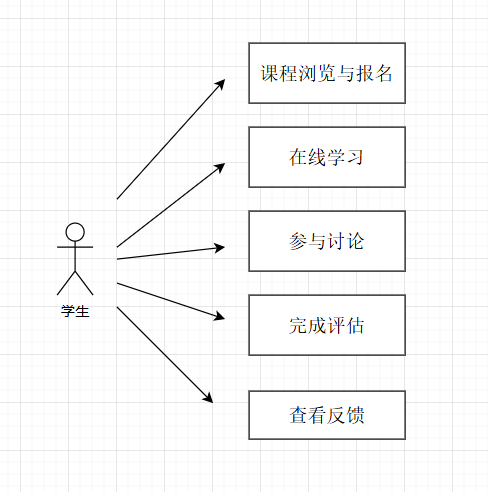 课程浏览与报名
在线学习
参与讨论
学生
完成评估
查看反馈